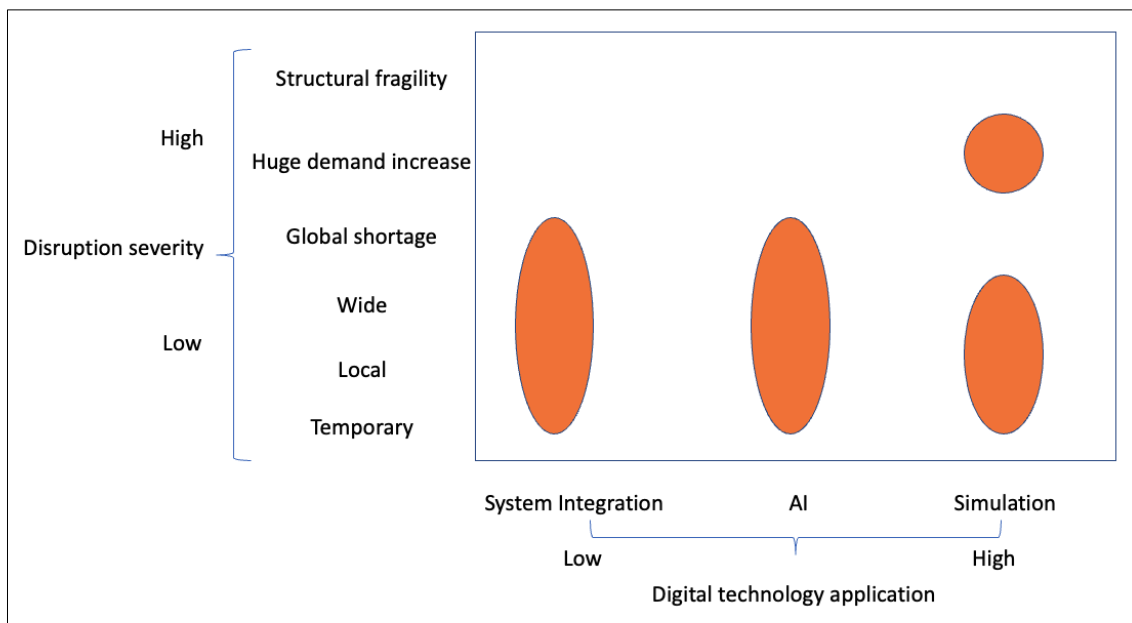 Structural fragility
High
Huge demand increase
Global shortage
Disruption severity
Wide
Low
Local
Temporary
System Integration
AI
Simulation
Low
High
Digital technology application